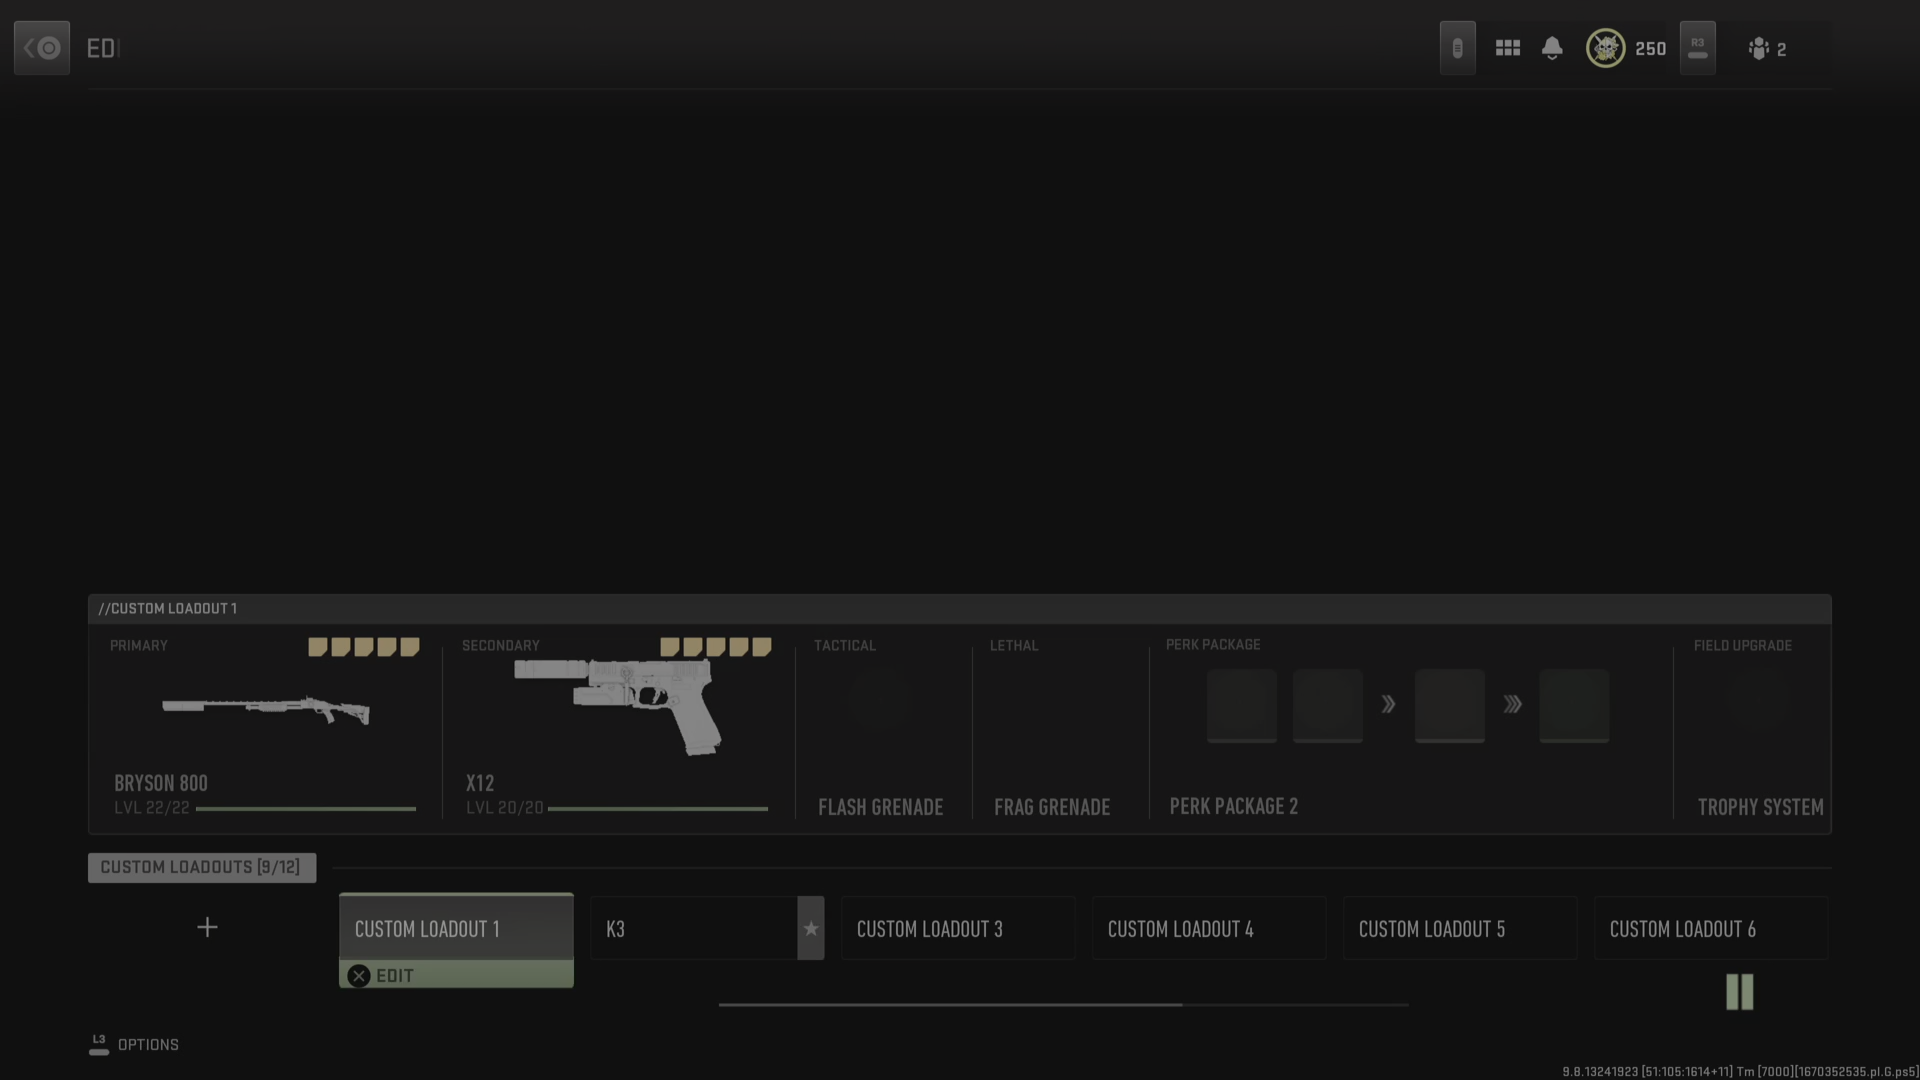 ED
250
R3
2
//CUSTOM LOADOUT 1
PRIMARY
SECONDARY
TACTICAL
LETHAL
PERK PACKAGE
FIELD UPGRADE
BRYSON 800
LVL 22/22
X12
LVL 20/20
FLASH GRENADE
FRAG GRENADE
PERK PACKAGE 2
TROPHY SYSTEM
CUSTOM LOADOUTS [9/12]
CUSTOM LOADOUT 1
K3
CUSTOM LOADOUT 3
CUSTOM LOADOUT 4
CUSTOM LOADOUT 5
CUSTOM LOADOUT 6
EDIT
L3
OPTIONS
9.8.13241923 [51:105:1614+11] Tm [7000][1670352535.pl.G.ps5]